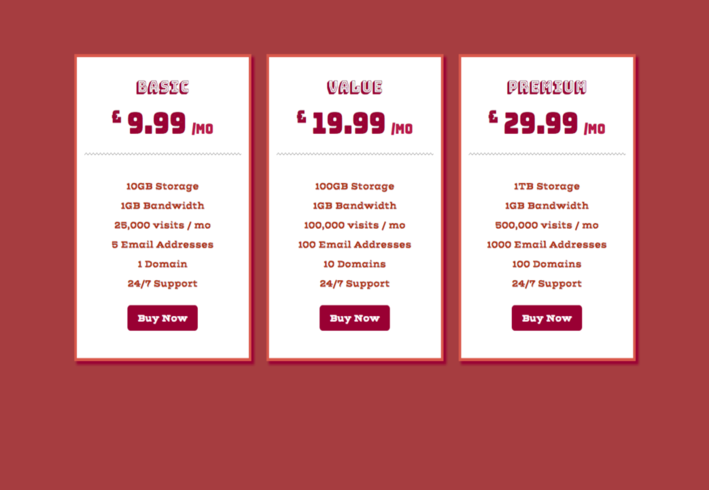 BASIC
£ 9.99 /MO
10GB Storage
1GB Bandwidth
25,000 visits / mo
5 Email Addresses
1 Domain
24/7 Support
Buy Now
VALUE
£ 19.99 /MO
100GB Storage
1GB Bandwidth
100,000 visits / mo
100 Email Addresses
10 Domains
24/7 Support
Buy Now
PREMIUM
£ 29.99 /MO
1TB Storage
1GB Bandwidth
500,000 visits / mo
1000 Email Addresses
100 Domains
24/7 Support
Buy Now